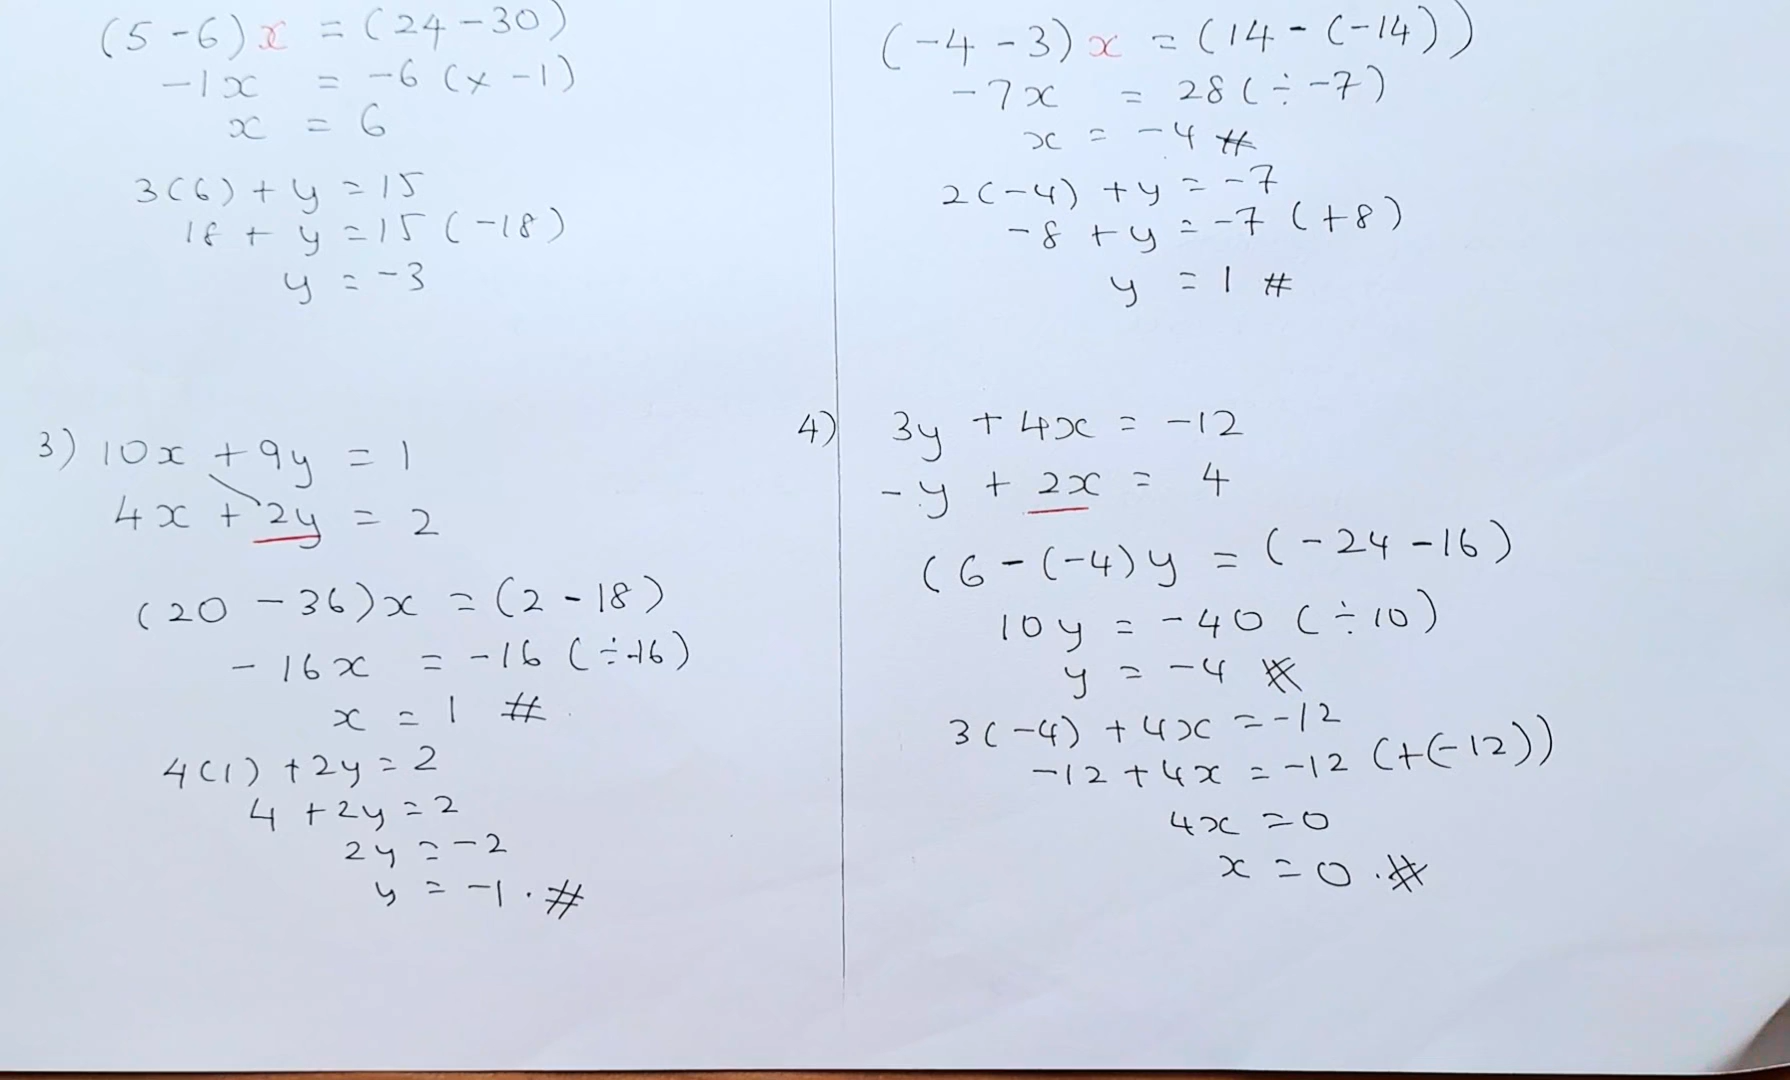 (5-6)x = (24-30)
-1x = -6 (x -1)
x = 6
3(6) + y = 15
18 + y = 15 (-18)
y = -3
(-4-3)x = (14-(-14))
-7x = 28 (÷ -7)
x = -4 #
2(-4) + y = -7
-8 + y = -7 (+8)
y = 1 #
3) 10x + 9y = 1
4x + 2y = 2
(20 - 36)x = (2 - 18)
-16x = -16 (÷-16)
x = 1 #
4(1) + 2y = 2
4 + 2y = 2
2y = -2
y = -1. #
4) 3y + 4x = -12
-y + 2x = 4
(6-(-4)y = (-24-16)
10y = -40 (÷10)
y = -4 #
3(-4) + 4x = -12
-12 + 4x = -12 (+(-12))
4x = 0
x = 0. #